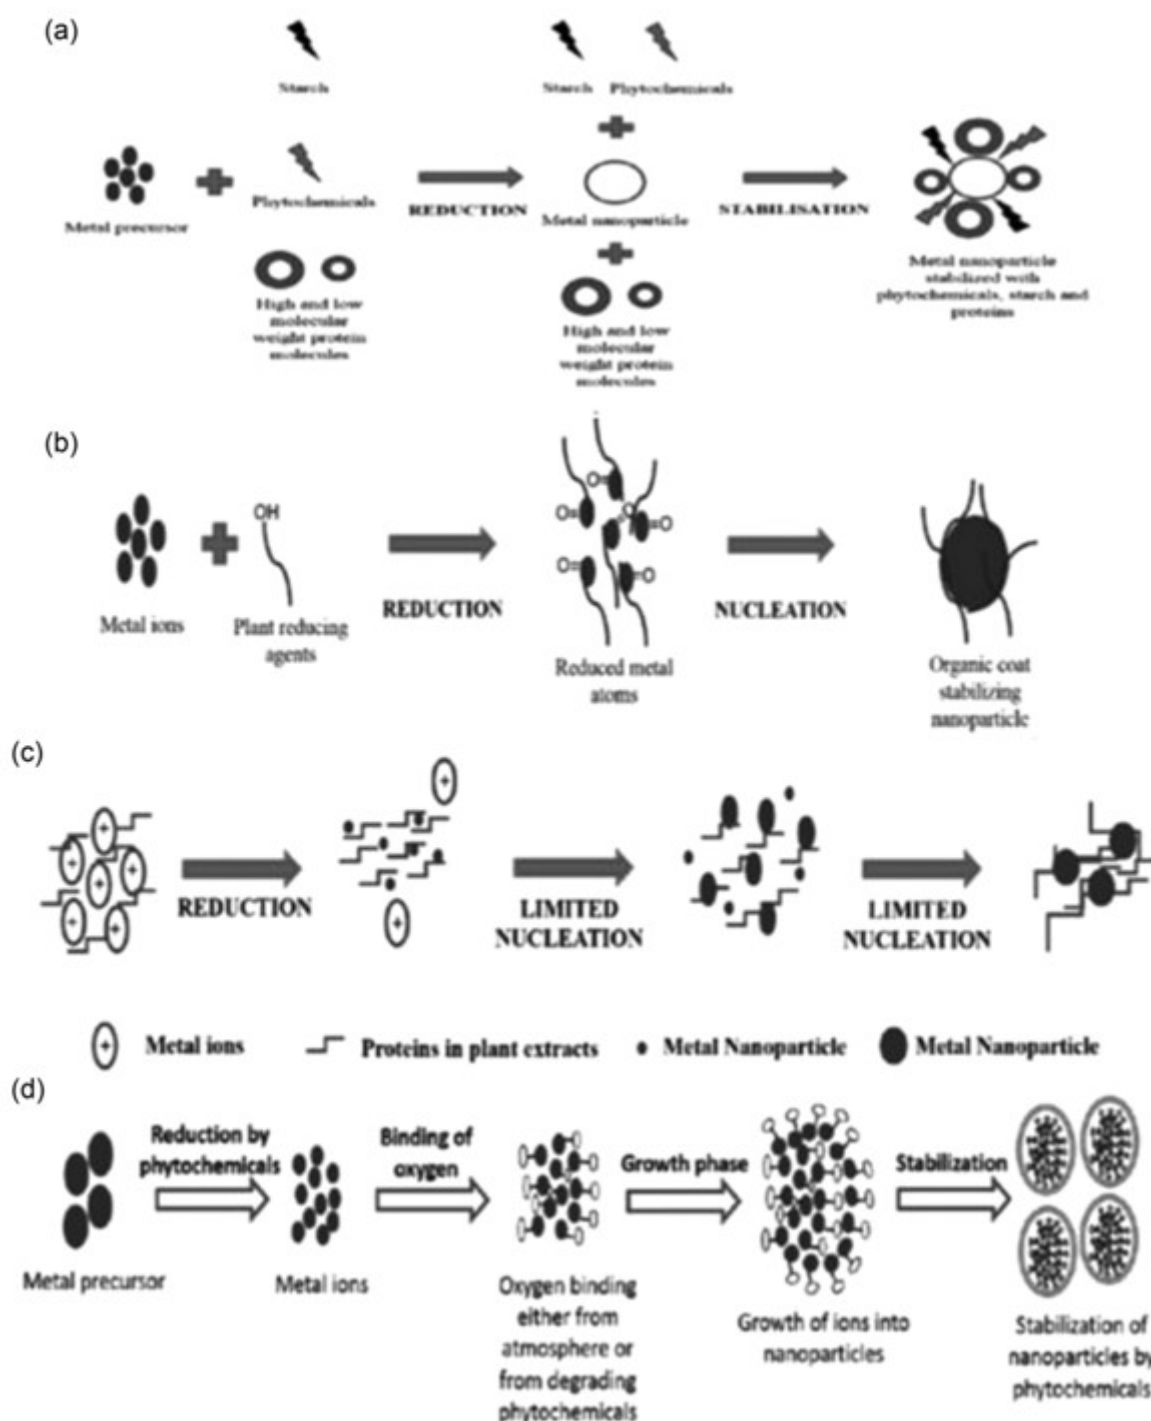 (a)
Starch
Starch Phytochemicals
Metal precursor
Phytochemicals
REDUCTION
Metal nanoparticle
STABILISATION
High and low
molecular
weight protein
molecules
High and low
molecular
weight protein
molecules
Metal nanoparticle
stabilized with
phytochemicals, starch and
proteins
(b)
OH
Metal ions
Plant reducing
agents
REDUCTION
O=
O
O=
=O
O=
=O
Reduced metal
atoms
NUCLEATION
Organic coat
stabilizing
nanoparticle
(c)
+
+
+
+
+
+
+
+
REDUCTION
LIMITED
NUCLEATION
LIMITED
NUCLEATION
+ Metal ions
Proteins in plant extracts
Metal Nanoparticle
Metal Nanoparticle
(d)
Reduction by
phytochemicals
Binding of
oxygen
Growth phase
Stabilization
Metal precursor
Metal ions
Oxygen binding
either from
atmosphere or
from degrading
phytochemicals
Growth of ions into
nanoparticles
Stabilization of
nanoparticles by
phytochemicals